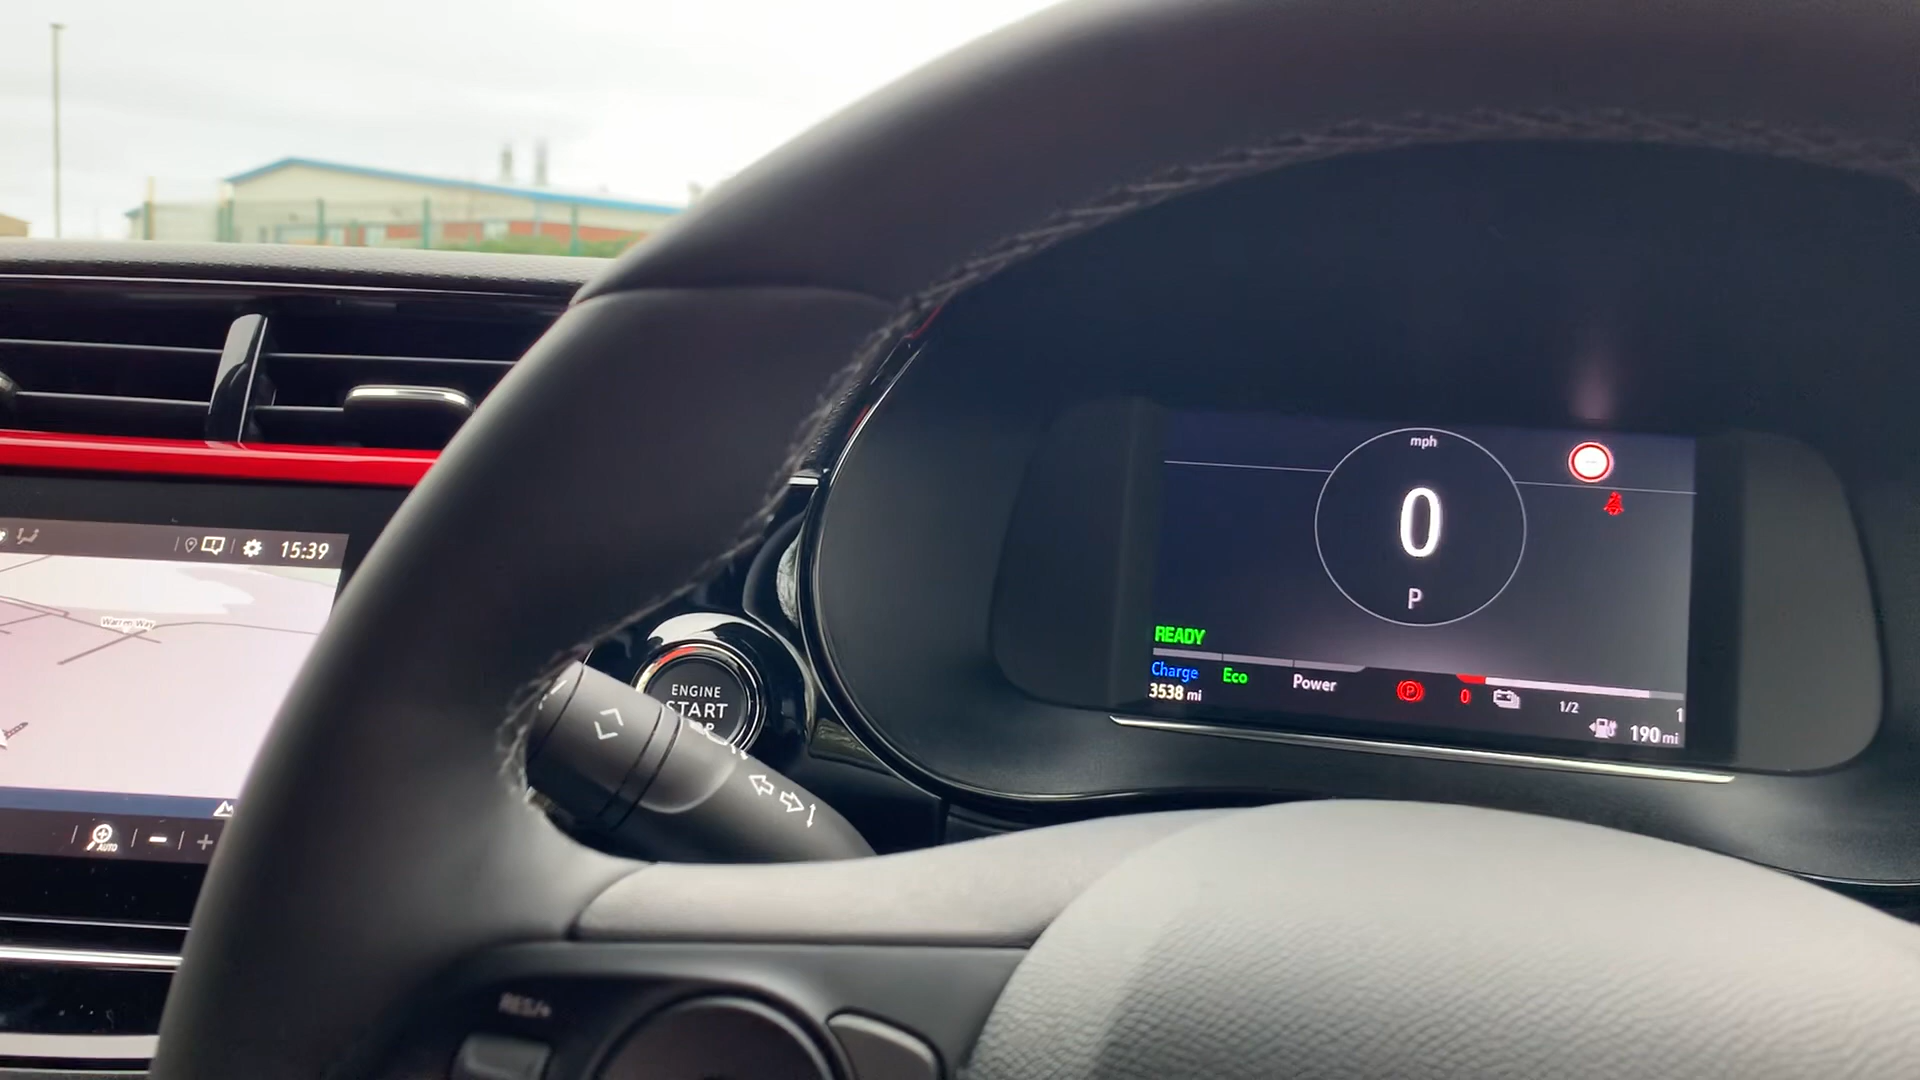 15:39
Warren Way
AUTO
ENGINE
START
RES/+
mph
0
P
READY
Charge Eco Power
3538 mi
P 0 1/2 1
190 mi